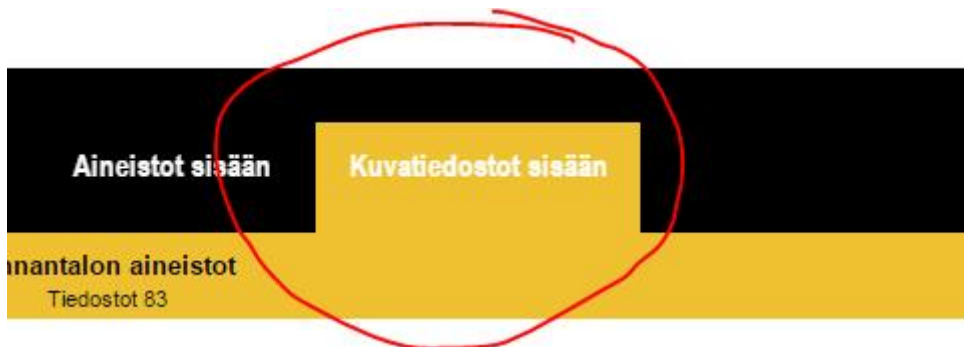 Aineistot sisään
Kuvatiedostot sisään
nnantalon aineistot
Tiedostot 83